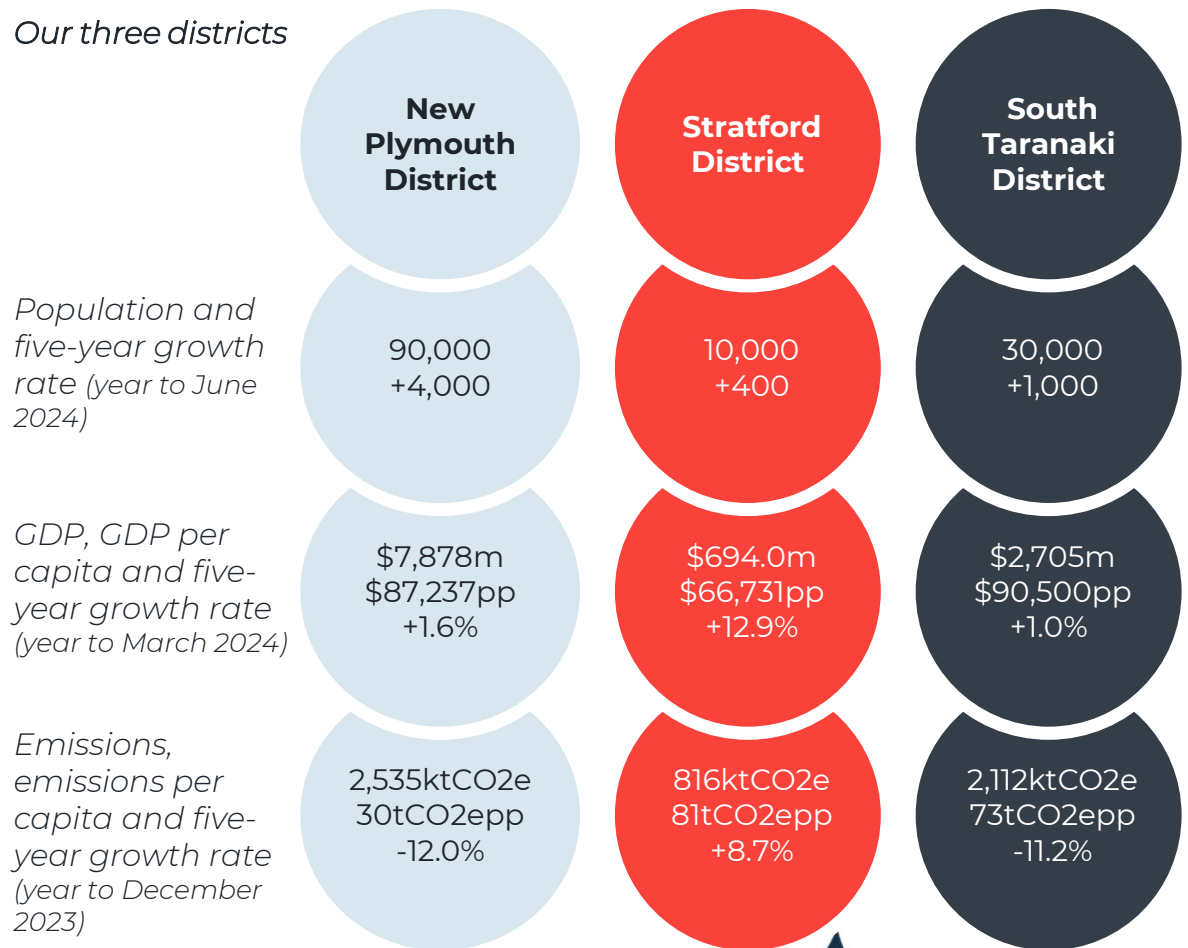 Our three districts
New
Plymouth
District
Stratford
District
South
Taranaki
District
Population and
five-year growth
rate (year to June
2024)
90,000
+4,000
10,000
+400
30,000
+1,000
GDP, GDP per
capita and five-
year growth rate
(year to March 2024)
$7,878m
$87,237pp
+1.6%
$694.0m
$66,731pp
+12.9%
$2,705m
$90,500pp
+1.0%
Emissions,
emissions per
capita and five-
year growth rate
(year to December
2023)
2,535ktCO2e
30tCO2epp
-12.0%
816ktCO2e
81tCO2epp
+8.7%
2,112ktCO2e
73tCO2epp
-11.2%